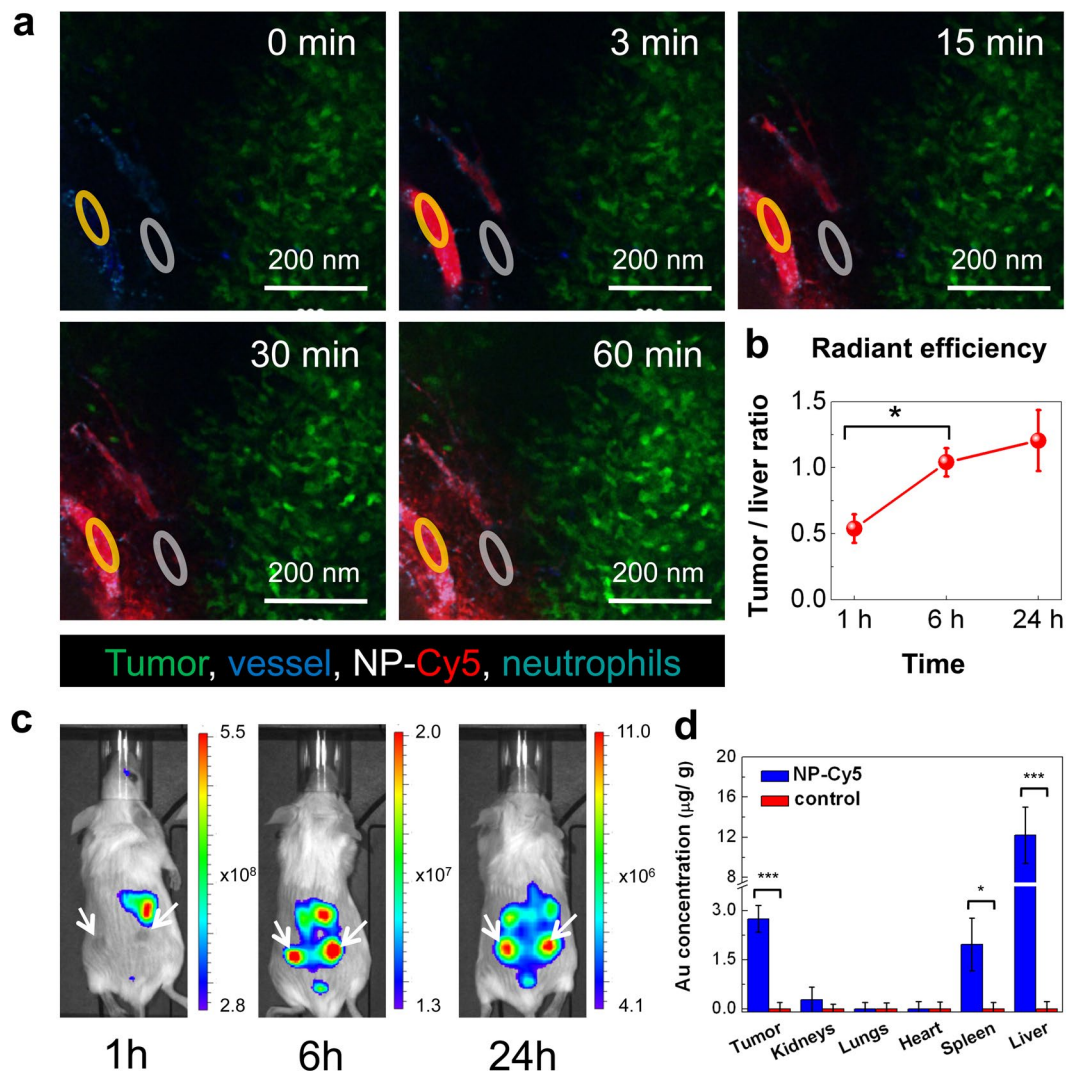 a
0 min
200 nm
3 min
200 nm
15 min
200 nm
30 min
200 nm
60 min
200 nm
Tumor, vessel, NP-Cy5, neutrophils
b
Radiant efficiency
Tumor / liver ratio
1.5
1.0
0.5
0.0
*
1 h
6 h
24 h
Time
c
5.5
x10⁸
2.8
1h
2.0
x10⁷
1.3
6h
11.0
x10⁶
4.1
24h
d
Au concentration (μg/ g)
20
16
12
8
3.0
1.5
0.0
NP-Cy5
control
***
*
***
Tumor
Kidneys
Lungs
Heart
Spleen
Liver